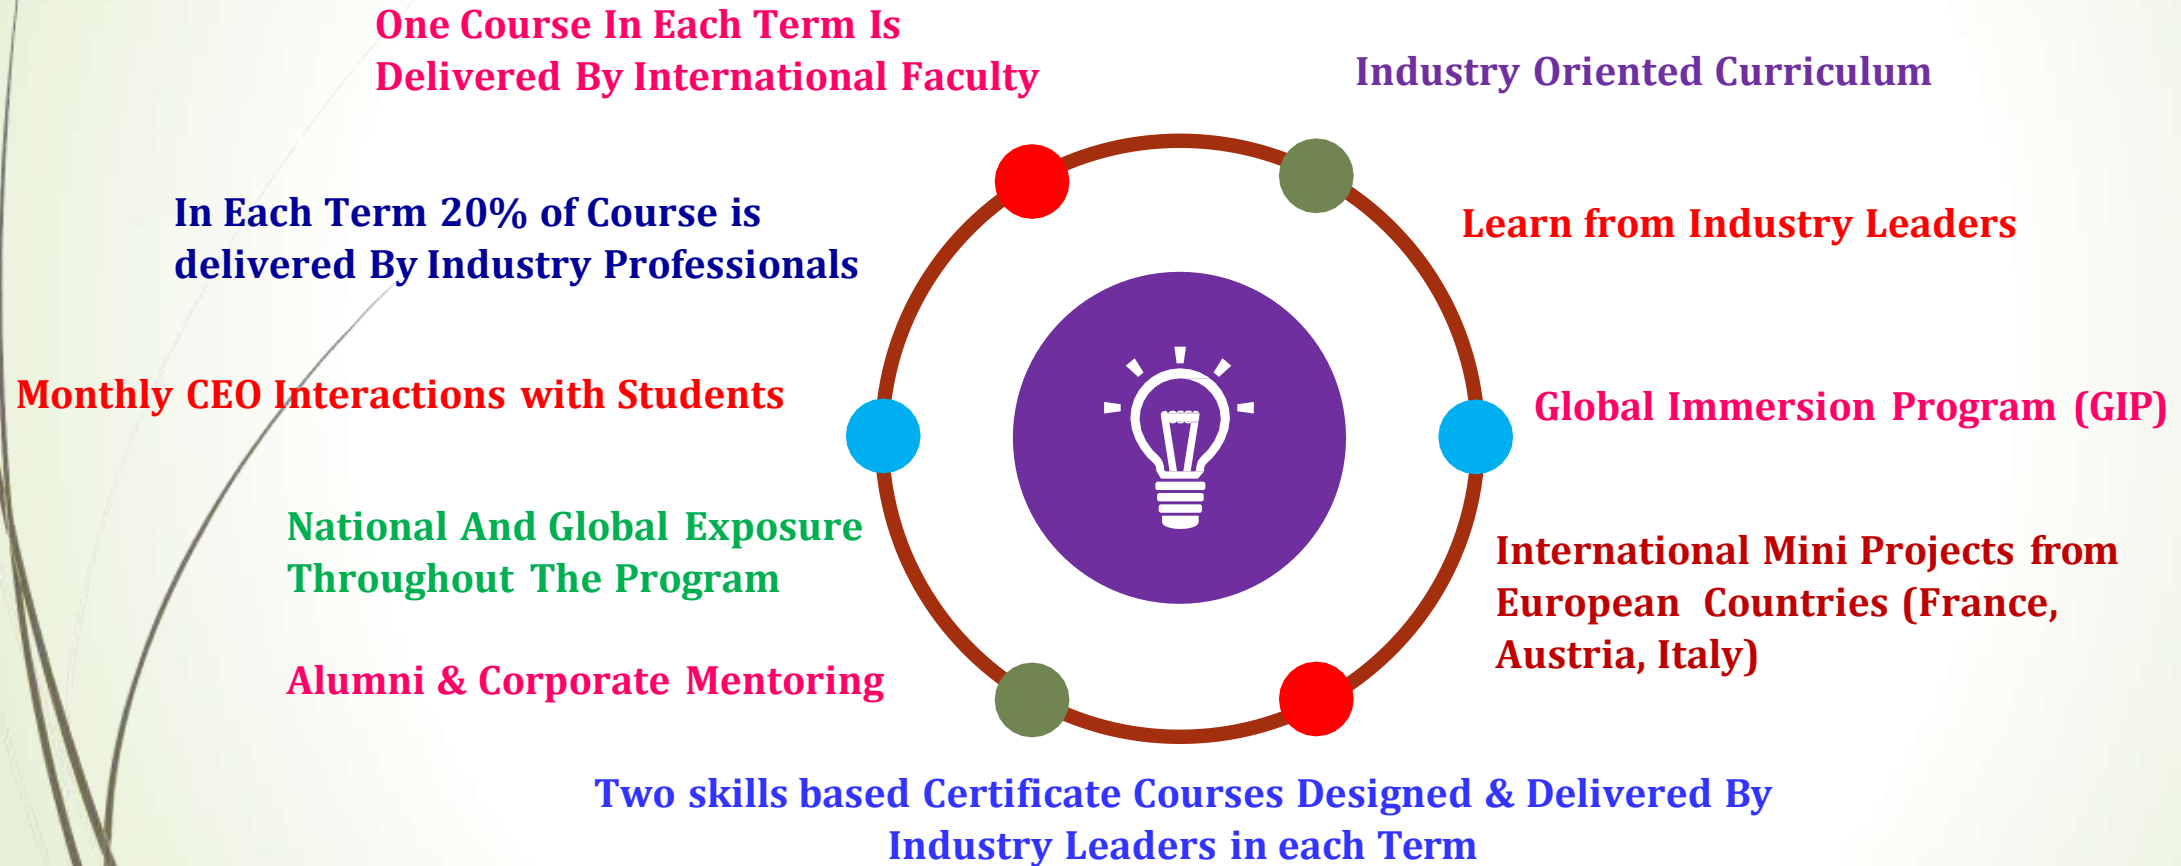 One Course In Each Term Is
Delivered By International Faculty
Industry Oriented Curriculum
In Each Term 20% of Course is
delivered By Industry Professionals
Learn from Industry Leaders
Monthly CEO Interactions with Students
Global Immersion Program (GIP)
National And Global Exposure
Throughout The Program
International Mini Projects from
European Countries (France,
Austria, Italy)
Alumni & Corporate Mentoring
Two skills based Certificate Courses Designed & Delivered By
Industry Leaders in each Term